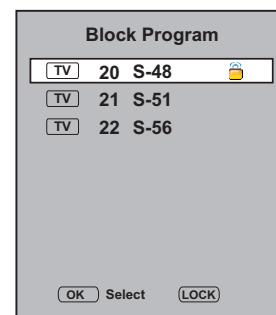 Block Program
TV 20 S-48
TV 21 S-51
TV 22 S-56
OK Select LOCK